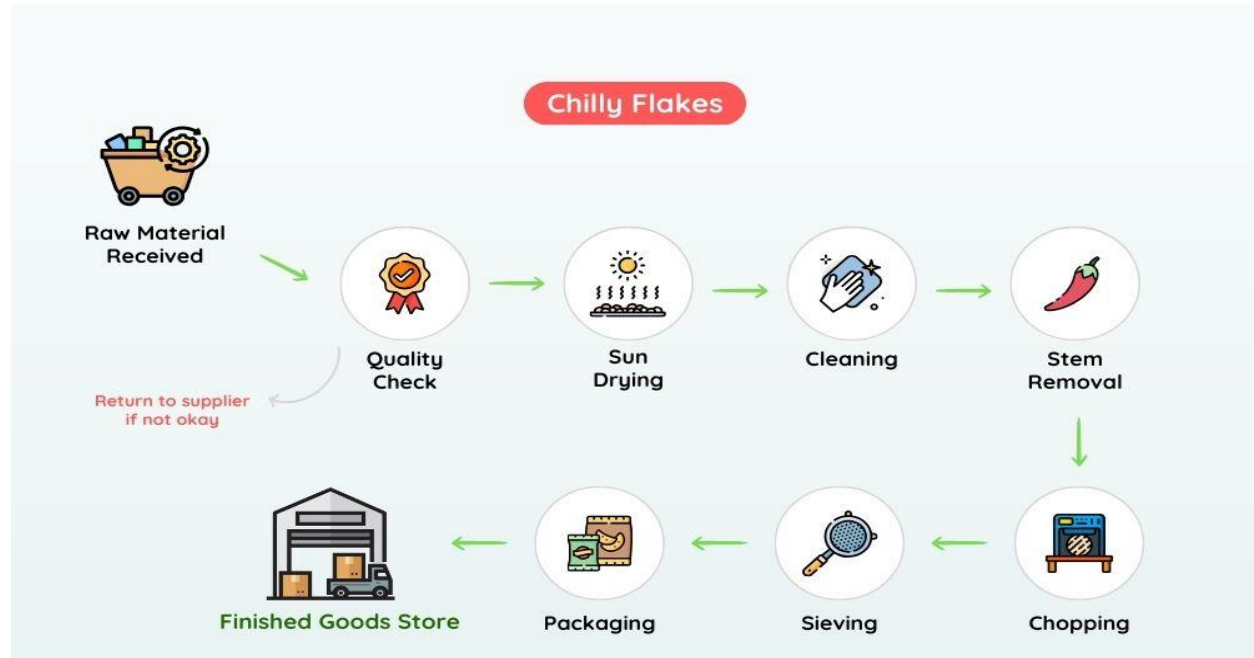 Chilly Flakes
Raw Material
Received
Quality
Check
Sun
Drying
Cleaning
Stem
Removal
Return to supplier
if not okay
Finished Goods Store
Packaging
Sieving
Chopping